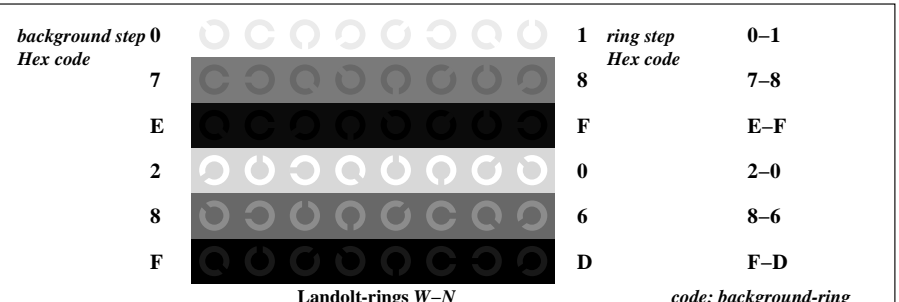 background step 0 1 ring step 0–1
Hex code Hex code
7 8 7–8
E F E–F
2 0 2–0
8 6 8–6
F D F–D
Landolt-rings W–N code: background-ring